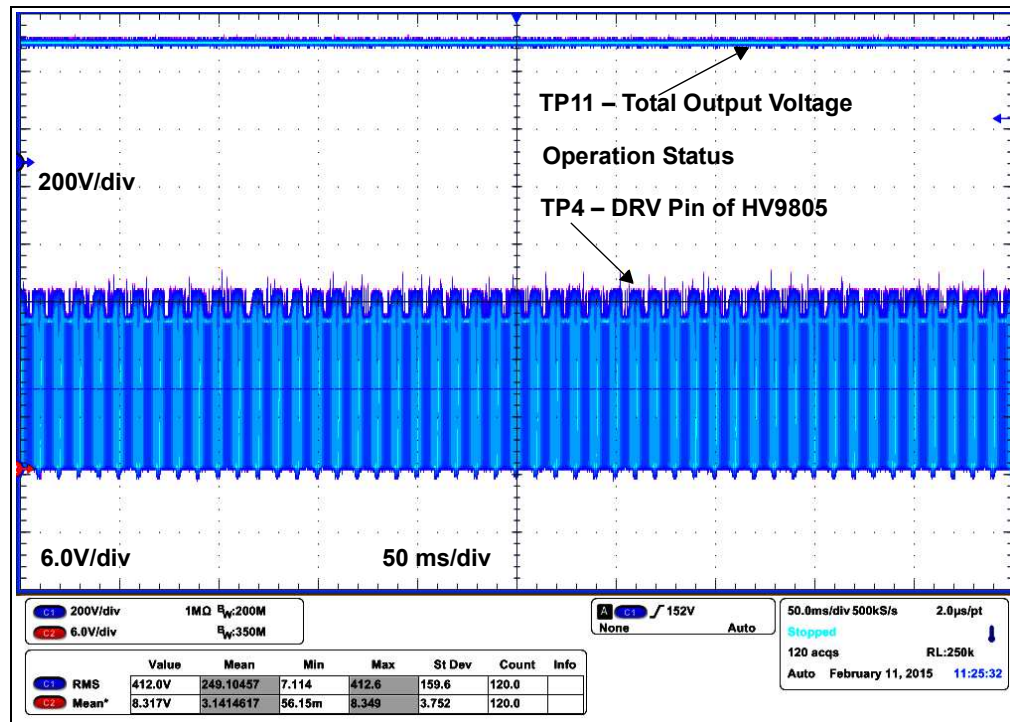 TP11 – Total Output Voltage
Operation Status
200V/div
TP4 – DRV Pin of HV9805
6.0V/div 50 ms/div
C1 200V/div 1MΩ BW:200M
C2 6.0V/div BW:350M
A C1 152V
None Auto
50.0ms/div 500kS/s 2.0µs/pt
Stopped
120 acqs RL:250k
Auto February 11, 2015 11:25:32
Value Mean Min Max St Dev Count Info
C1 RMS 412.0V 249.10457 7.114 412.6 159.6 120.0
C2 Mean* 8.317V 3.1414617 56.15m 8.349 3.752 120.0